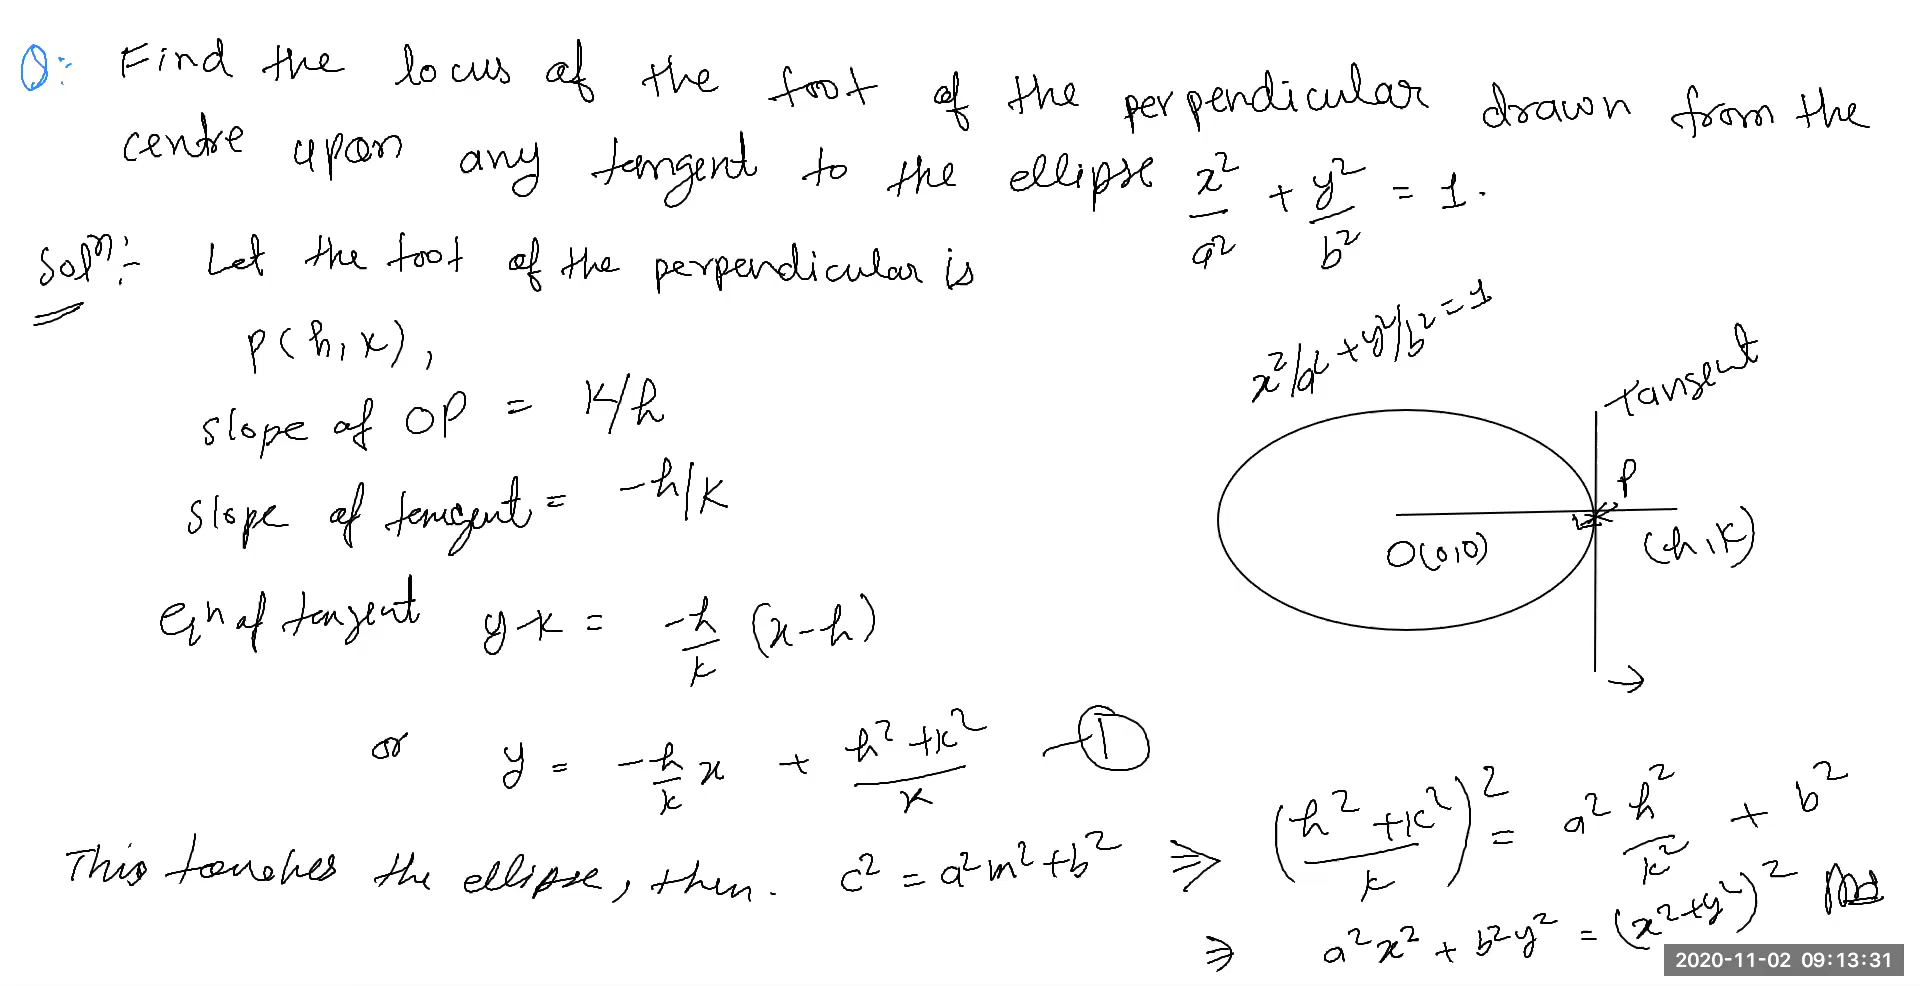 Q:- Find the locus of the foot of the perpendicular drawn from the
centre upon any tangent to the ellipse x²/a² + y²/b² = 1.
Solⁿ:- Let the foot of the perpendicular is
P(h,k),
slope of OP = k/h
slope of tangent = -h/k
Eqn of tangent y-k = -h/k (x-h)
or y = -h/k x + (h²+k²)/k —①
This touches the ellipse, then. c² = a²m²+b² ⇒ ((h²+k²)/k)² = a² h²/k² + b²
⇒ a²x² + b²y² = (x²+y²)²
x²/a² + y²/b² = 1
tangent
P
O(0,0)
(h,k)
2020-11-02 09:13:31